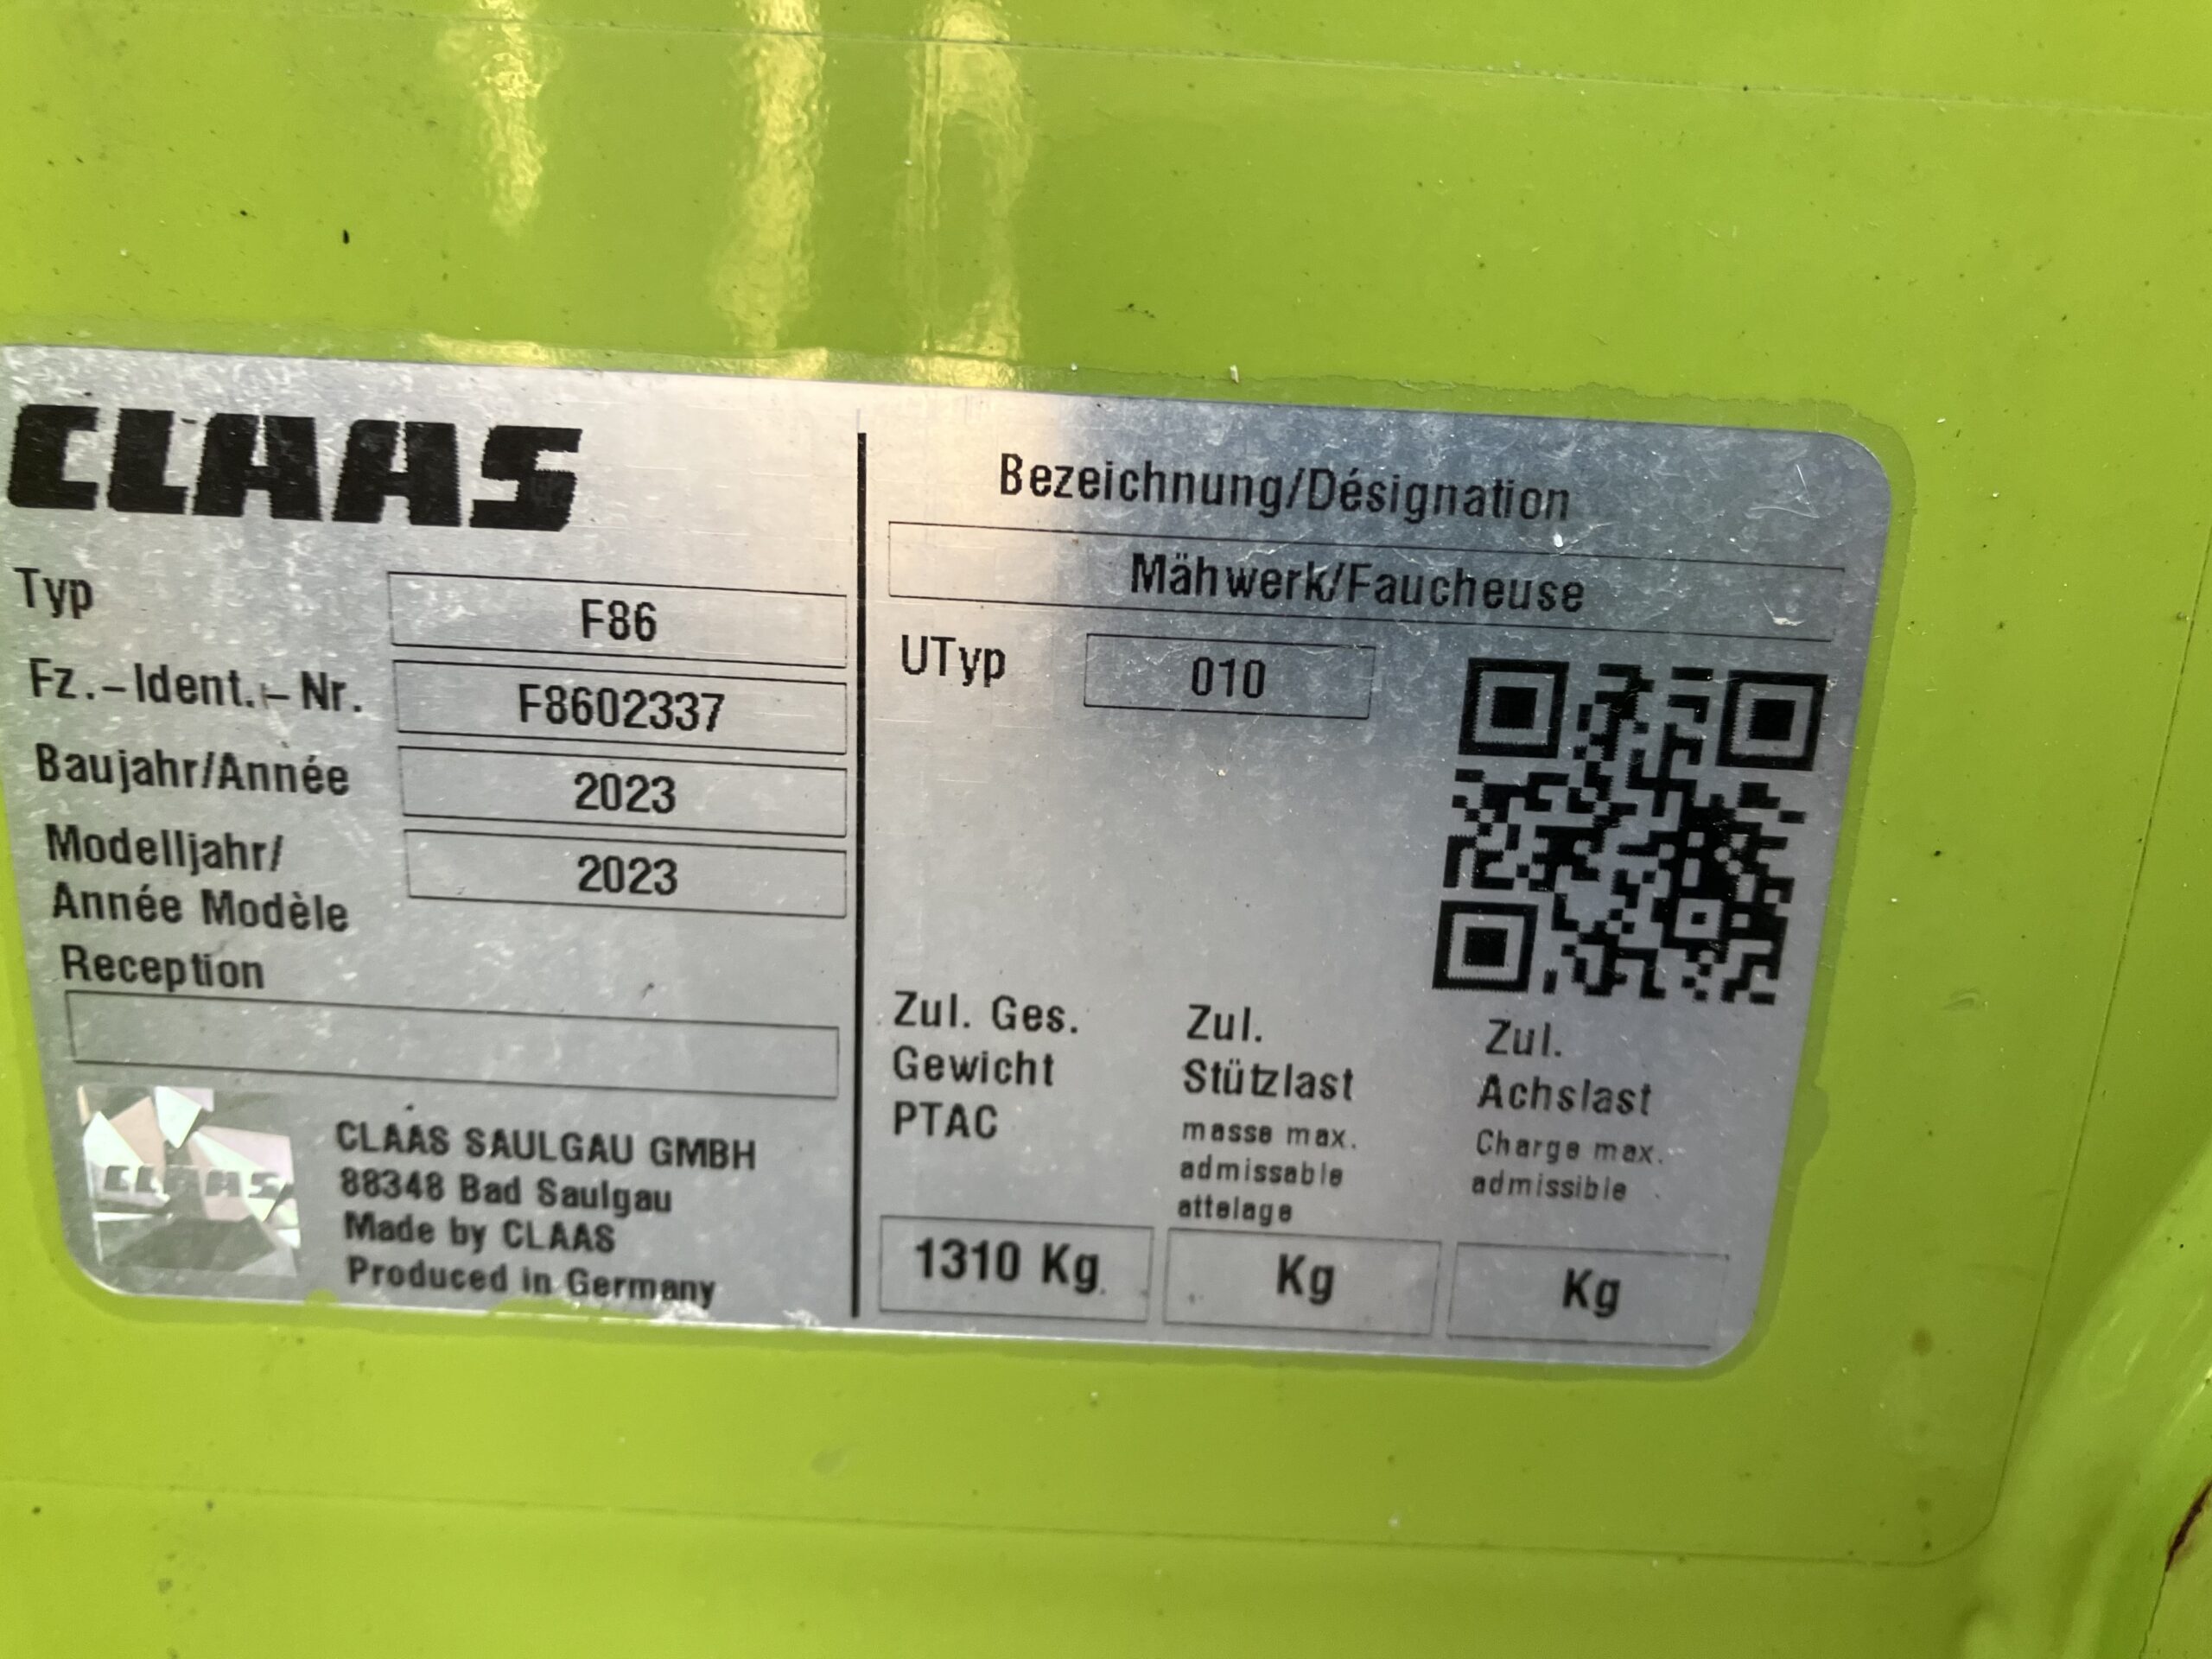 CLAAS
Typ F86
Fz.-Ident.-Nr. F8602337
Baujahr/Année 2023
Modelljahr/
Année Modèle 2023
Reception
CLAAS
CLAAS SAULGAU GMBH
88348 Bad Saulgau
Made by CLAAS
Produced in Germany
Bezeichnung/Désignation
Mähwerk/Faucheuse
UTyp 010
Zul. Ges.
Gewicht
PTAC
1310 Kg
Zul.
Stützlast
masse max.
admissable
attelage
Kg
Zul.
Achslast
Charge max.
admissible
Kg